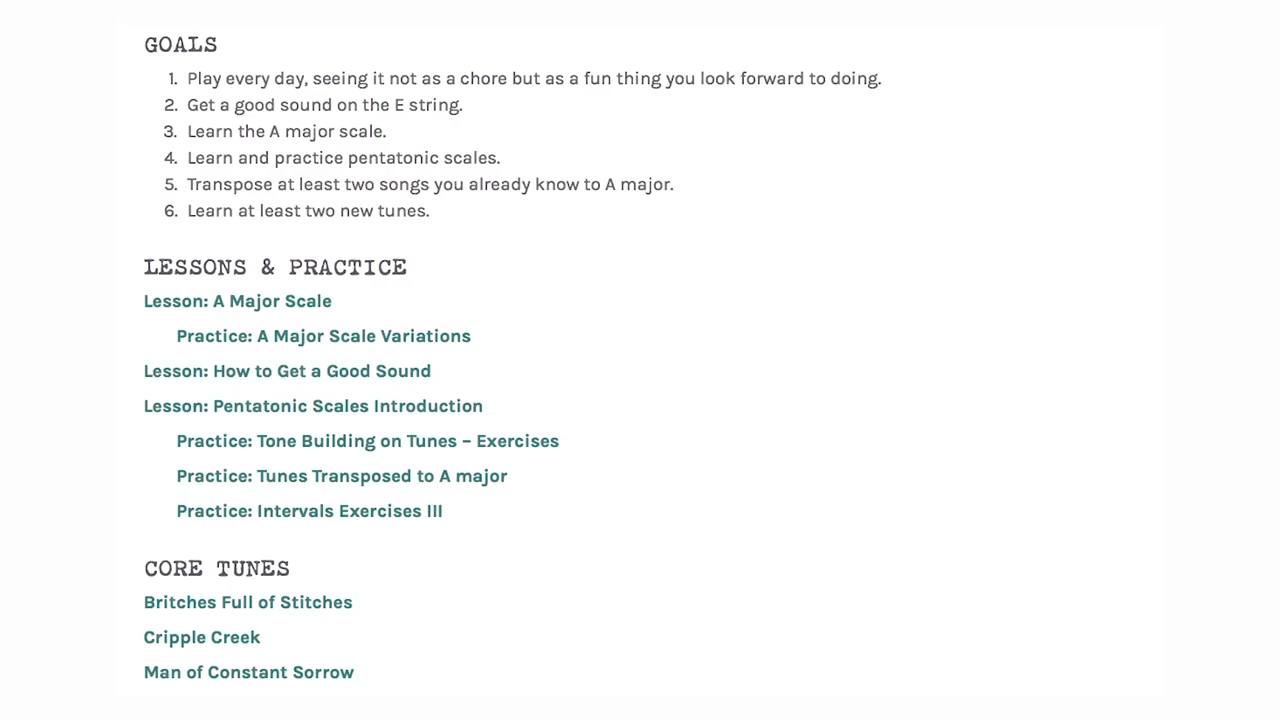 GOALS
1. Play every day, seeing it not as a chore but as a fun thing you look forward to doing.
2. Get a good sound on the E string.
3. Learn the A major scale.
4. Learn and practice pentatonic scales.
5. Transpose at least two songs you already know to A major.
6. Learn at least two new tunes.
LESSONS & PRACTICE
Lesson: A Major Scale
Practice: A Major Scale Variations
Lesson: How to Get a Good Sound
Lesson: Pentatonic Scales Introduction
Practice: Tone Building on Tunes – Exercises
Practice: Tunes Transposed to A major
Practice: Intervals Exercises III
CORE TUNES
Britches Full of Stitches
Cripple Creek
Man of Constant Sorrow